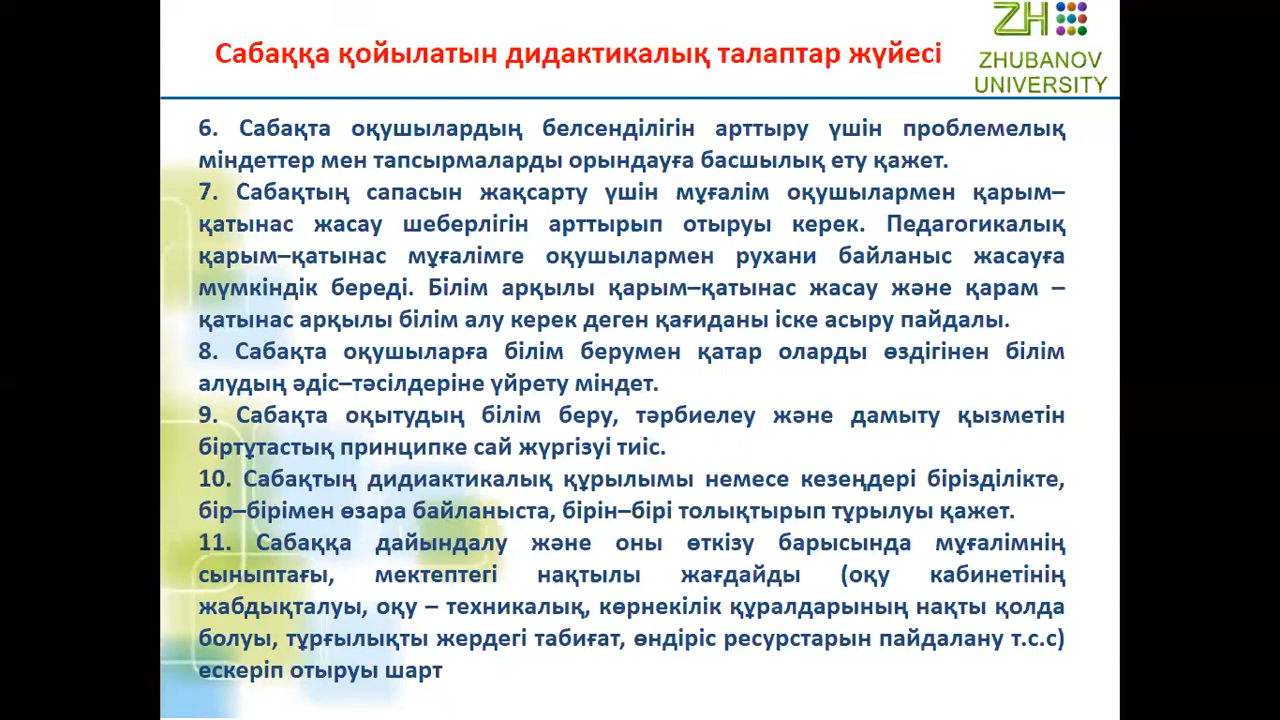 ZH
Сабаққа қойылатын дидактикалық талаптар жүйесі
ZHUBANOV
UNIVERSITY
6. Сабақта оқушылардың белсенділігін арттыру үшін проблемелық
міндеттер мен тапсырмаларды орындауға басшылық ету қажет.
7. Сабақтың сапасын жақсарту үшін мұғалім оқушылармен қарым–
қатынас жасау шеберлігін арттырып отыруы керек. Педагогикалық
қарым–қатынас мұғалімге оқушылармен рухани байланыс жасауға
мүмкіндік береді. Білім арқылы қарым–қатынас жасау және қарам –
қатынас арқылы білім алу керек деген қағиданы іске асыру пайдалы.
8. Сабақта оқушыларға білім берумен қатар оларды өздігінен білім
алудың әдіс–тәсілдеріне үйрету міндет.
9. Сабақта оқытудың білім беру, тәрбиелеу және дамыту қызметін
біртұтастық принципке сай жүргізуі тиіс.
10. Сабақтың дидиактикалық құрылымы немесе кезеңдері бірізділікте,
бір–бірімен өзара байланыста, бірін–бірі толықтырып тұрылуы қажет.
11. Сабаққа дайындалу және оны өткізу барысында мұғалімнің
сыныптағы, мектептегі нақтылы жағдайды (оқу кабинетінің
жабдықталуы, оқу – техникалық, көрнекілік құралдарының нақты қолда
болуы, тұрғылықты жердегі табиғат, өндіріс ресурстарын пайдалану т.с.с)
ескеріп отыруы шарт